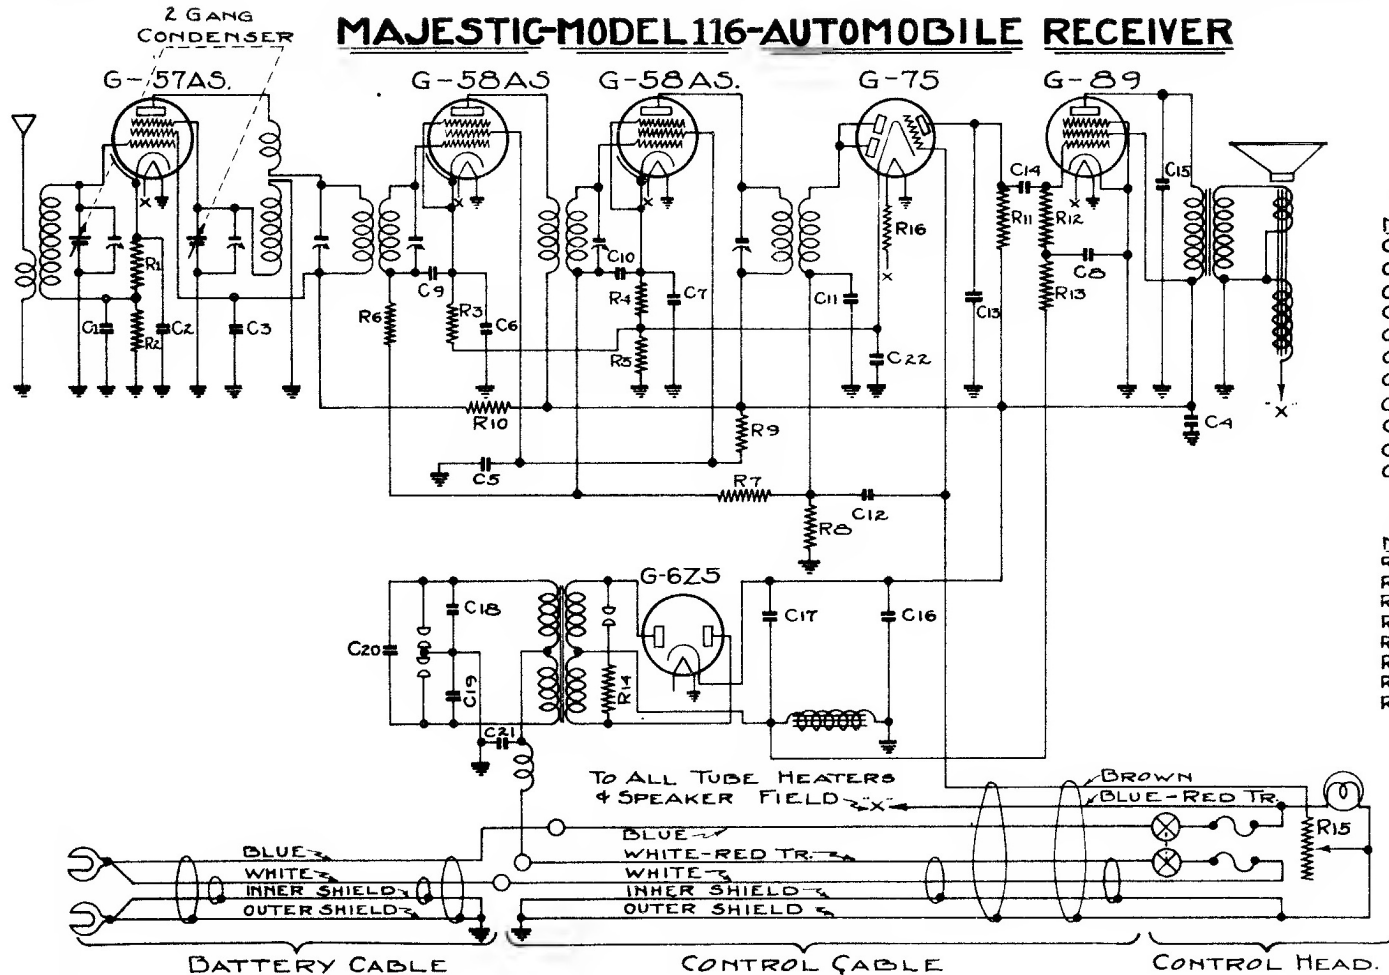 2 GANG
CONDENSER
MAJESTIC-MODEL 116-AUTOMOBILE RECEIVER
G-57AS.
G-58AS
G-58AS.
G-75
G-89
C14
C15
R11
R12
R16
X
X
X
X
X
R1
C10
C8
C9
R4
C7
C11
R13
C1
R2
C2
C3
R6
R3
C6
C13
R5
C22
"X"
R10
R9
C4
C5
R7
C12
R8
G-6Z5
C18
C17
C16
C20
C19
R14
C21
TO ALL TUBE HEATERS
& SPEAKER FIELD "X"
BROWN
BLUE-RED TR.
BLUE
R15
BLUE
WHITE-RED TR.
WHITE
WHITE
INNER SHIELD
INNER SHIELD
OUTER SHIELD
OUTER SHIELD
BATTERY CABLE
CONTROL CABLE
CONTROL HEAD.